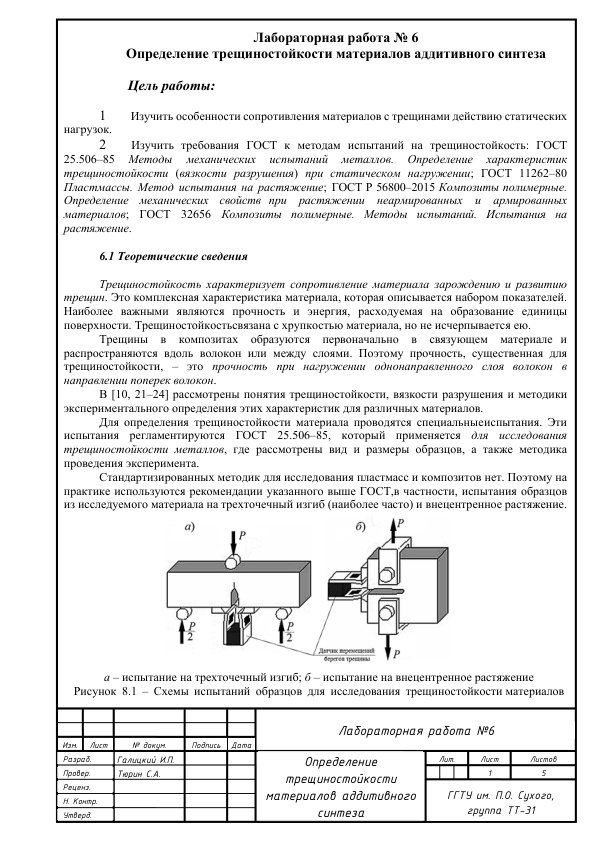 Лабораторная работа № 6
Определение трещиностойкости материалов аддитивного синтеза
Цель работы:
1 Изучить особенности сопротивления материалов с трещинами действию статических
нагрузок.
2 Изучить требования ГОСТ к методам испытаний на трещиностойкость: ГОСТ
25.506–85 Методы механических испытаний металлов. Определение характеристик
трещиностойкости (вязкости разрушения) при статическом нагружении; ГОСТ 11262–80
Пластмассы. Метод испытания на растяжение; ГОСТ Р 56800–2015 Композиты полимерные.
Определение механических свойств при растяжении неармированных и армированных
материалов; ГОСТ 32656 Композиты полимерные. Методы испытаний. Испытания на
растяжение.
6.1 Теоретические сведения
Трещиностойкость характеризует сопротивление материала зарождению и развитию
трещин. Это комплексная характеристика материала, которая описывается набором показателей.
Наиболее важными являются прочность и энергия, расходуемая на образование единицы
поверхности. Трещиностойкостьсвязана с хрупкостью материала, но не исчерпывается ею.
Трещины в композитах образуются первоначально в связующем материале и
распространяются вдоль волокон или между слоями. Поэтому прочность, существенная для
трещиностойкости, – это прочность при нагружении однонаправленного слоя волокон в
направлении поперек волокон.
В [10, 21–24] рассмотрены понятия трещиностойкости, вязкости разрушения и методики
экспериментального определения этих характеристик для различных материалов.
Для определения трещиностойкости материала проводятся специальныеиспытания. Эти
испытания регламентируются ГОСТ 25.506–85, который применяется для исследования
трещиностойкости металлов, где рассмотрены вид и размеры образцов, а также методика
проведения эксперимента.
Стандартизированных методик для исследования пластмасс и композитов нет. Поэтому на
практике используются рекомендации указанного выше ГОСТ,в частности, испытания образцов
из исследуемого материала на трехточечный изгиб (наиболее часто) и внецентренное растяжение.
а)
P
P
2
P
2
б)
P
P
Датчик перемещений
берегов трещины
а – испытание на трехточечный изгиб; б – испытание на внецентренное растяжение
Рисунок 8.1 – Схемы испытаний образцов для исследования трещиностойкости материалов
Лабораторная работа №6
Изм. Лист № докум. Подпись Дата
Разраб. Галицкий И.П.
Провер. Тюрин С.А.
Реценз.
Н. Контр.
Утверд.
Определение
трещиностойкости
материалов аддитивного
синтеза
Лит. Лист Листов
1 5
ГГТУ им. П.О. Сухого,
группа ТТ-31